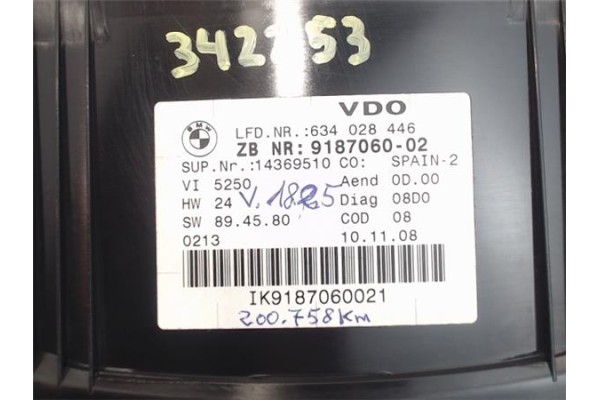 342253
VDO
BMW
LFD.NR.:634 028 446
ZB NR: 9187060-02
SUP.Nr.:14369510 CO: SPAIN-2
VI 5250 Aend 0D.00
HW 24 Diag 08D0
SW 89.45.80 COD 08
0213 10.11.08
IK9187060021
200.758km